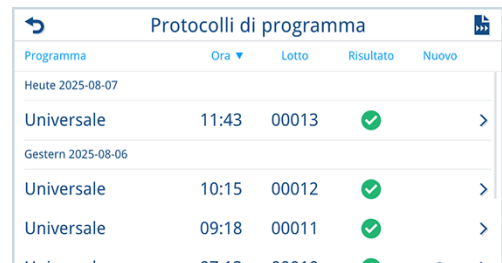 Protocolli di programma
Programma Ora ▼ Lotto Risultato Nuovo
Heute 2025-08-07
Universale 11:43 00013
Gestern 2025-08-06
Universale 10:15 00012
Universale 09:18 00011